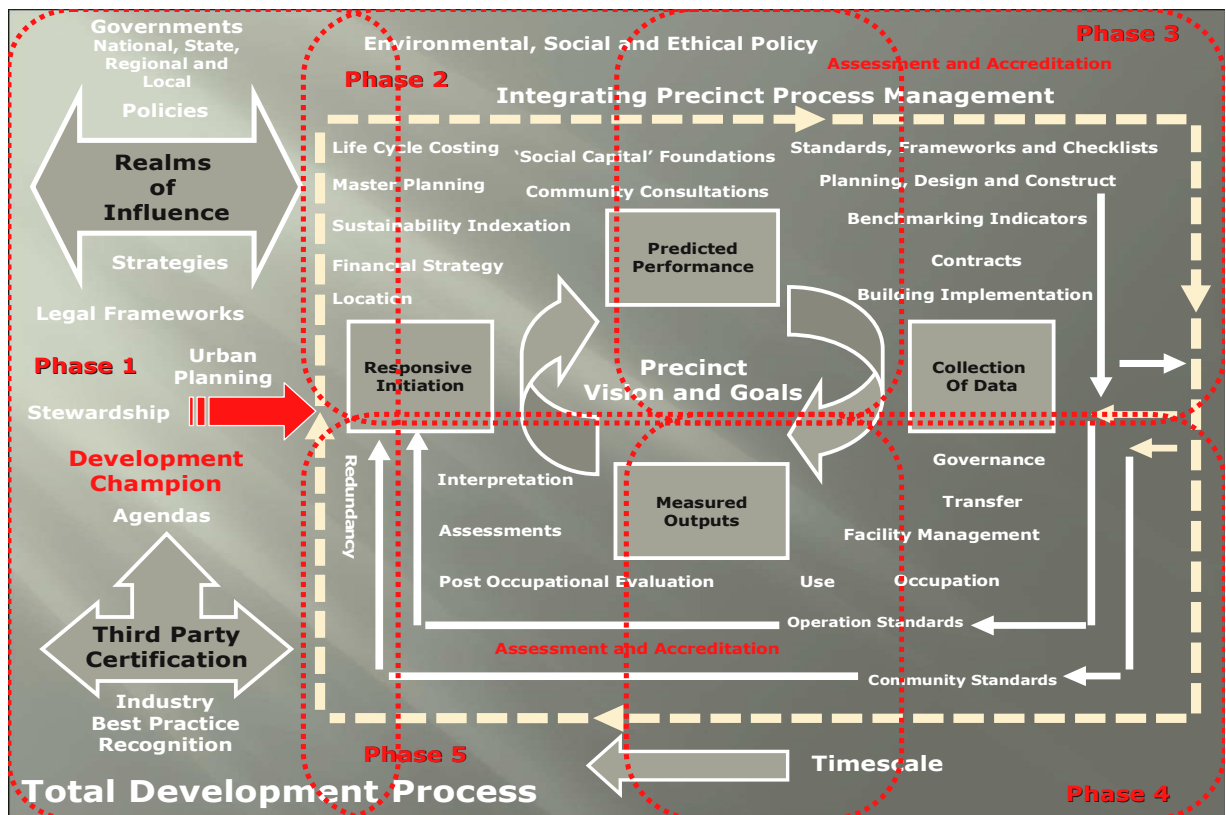 Governments
National, State,
Regional and
Local
Policies
Realms
of
Influence
Strategies
Legal Frameworks
Phase 1
Urban
Planning
Stewardship
Development
Champion
Agendas
Third Party
Certification
Industry
Best Practice
Recognition
Total Development Process
Environmental, Social and Ethical Policy
Phase 2
Phase 3
Assessment and Accreditation
Integrating Precinct Process Management
Life Cycle Costing
Master Planning
Sustainability Indexation
Financial Strategy
Location
‘Social Capital’ Foundations
Community Consultations
Standards, Frameworks and Checklists
Planning, Design and Construct
Benchmarking Indicators
Contracts
Building Implementation
Predicted
Performance
Responsive
Initiation
Precinct
Vision and Goals
Collection
Of Data
Measured
Outputs
Redundancy
Interpretation
Assessments
Post Occupational Evaluation
Use
Occupation
Governance
Transfer
Facility Management
Operation Standards
Assessment and Accreditation
Community Standards
Phase 5
Timescale
Phase 4